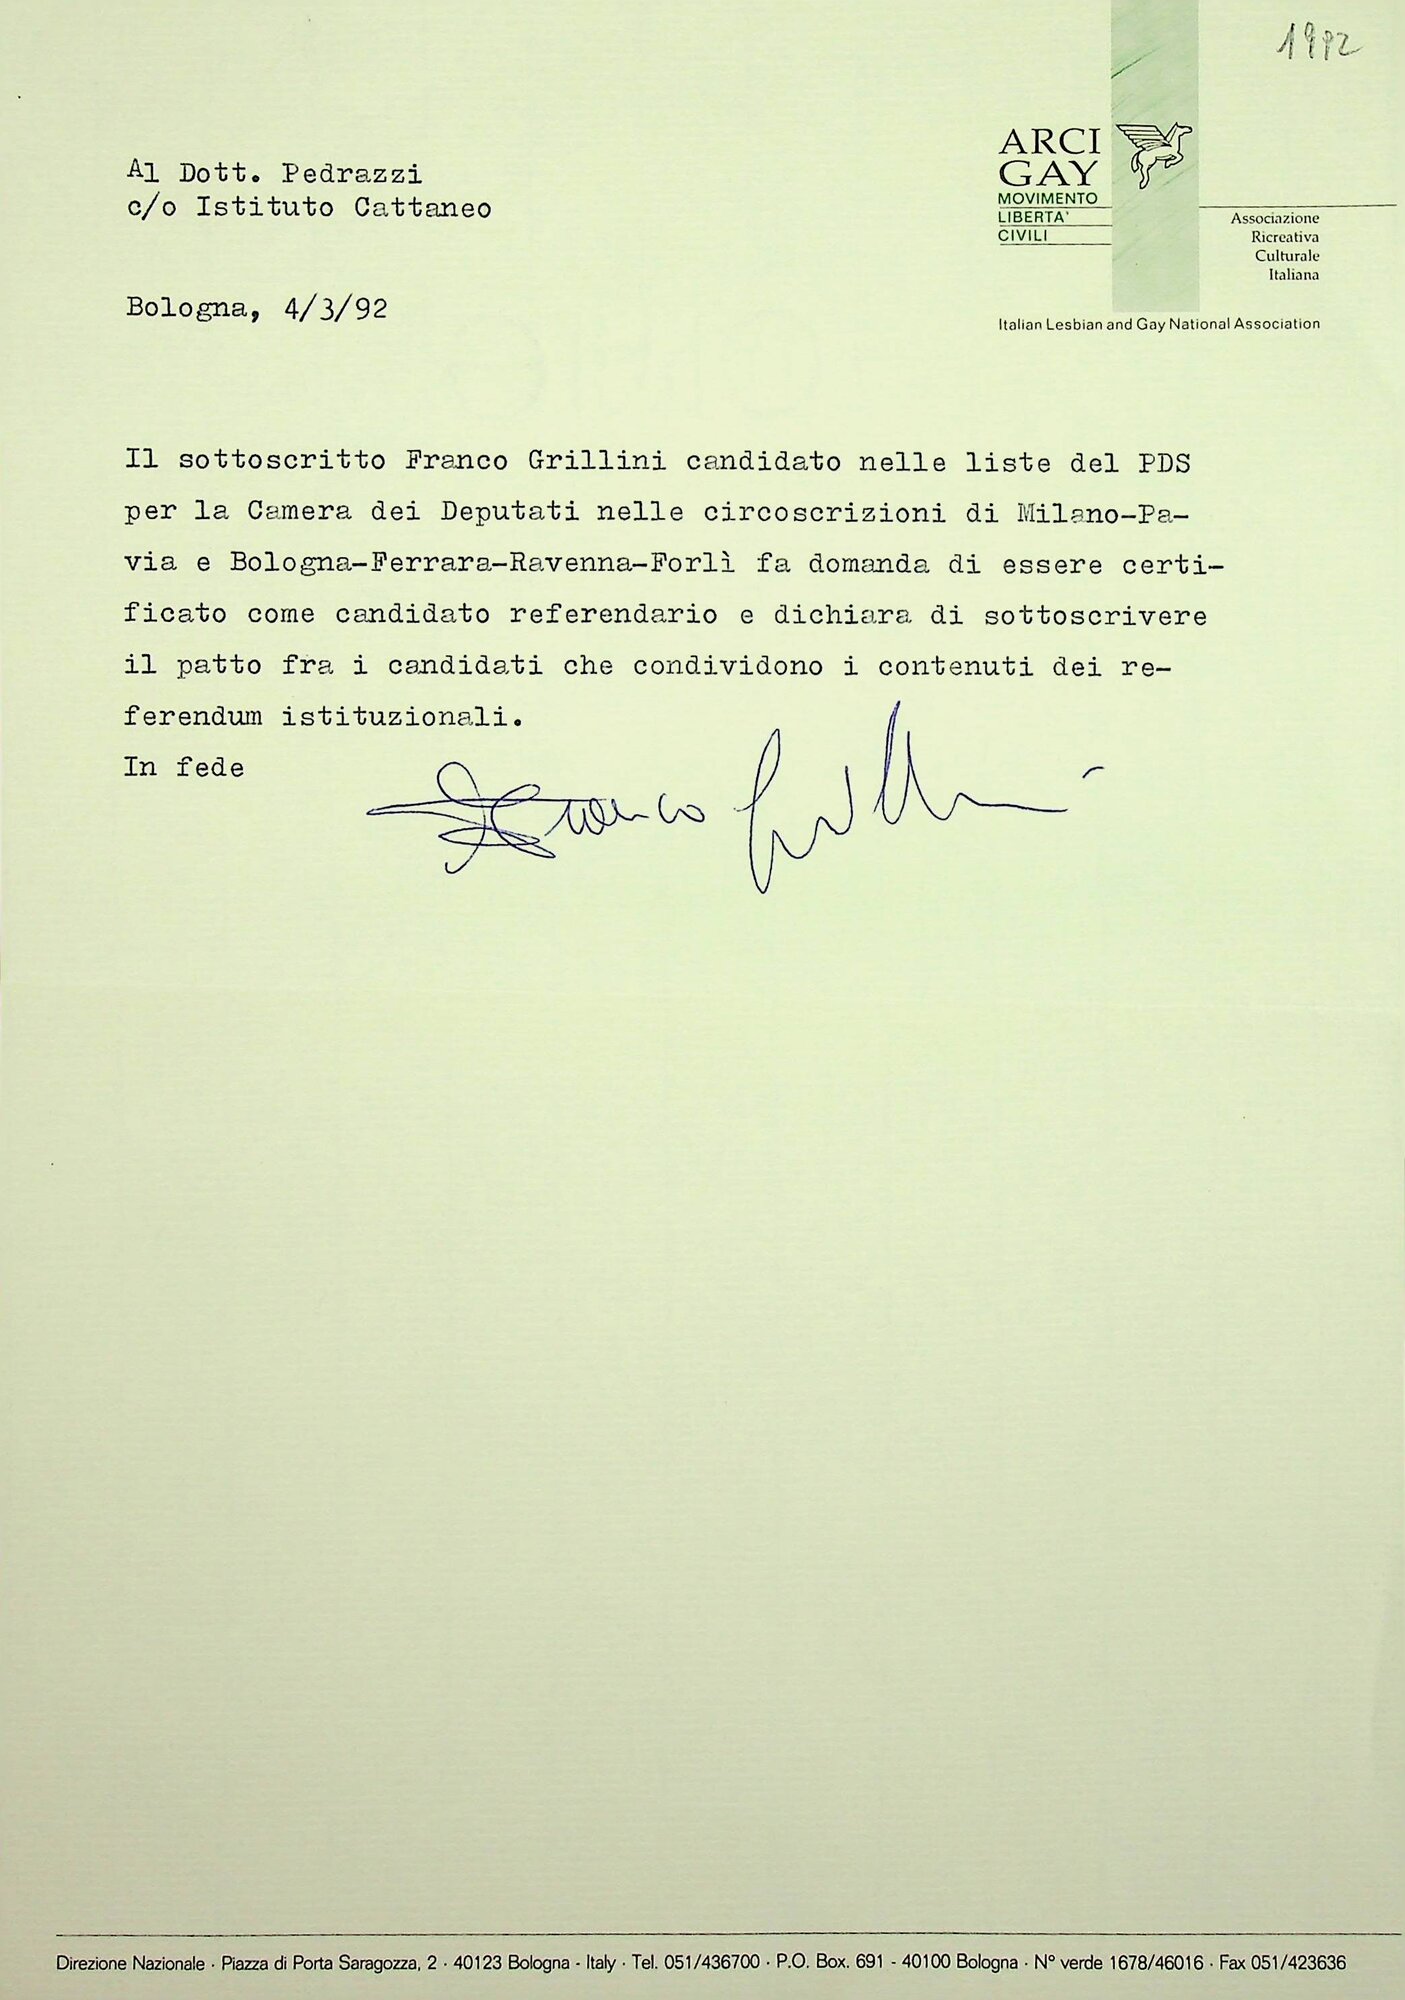 1992
ARCI
GAY
MOVIMENTO
LIBERTA'
CIVILI
Associazione
Ricreativa
Culturale
Italiana
Italian Lesbian and Gay National Association
Al Dott. Pedrazzi
c/o Istituto Cattaneo
Bologna, 4/3/92
Il sottoscritto Franco Grillini candidato nelle liste del PDS
per la Camera dei Deputati nelle circoscrizioni di Milano-Pa-
via e Bologna-Ferrara-Ravenna-Forlì fa domanda di essere certi-
ficato come candidato referendario e dichiara di sottoscrivere
il patto fra i candidati che condividono i contenuti dei re-
ferendum istituzionali.
In fede
Franco Grillini
Direzione Nazionale · Piazza di Porta Saragozza, 2 · 40123 Bologna - Italy · Tel. 051/436700 · P.O. Box. 691 - 40100 Bologna · N° verde 1678/46016 · Fax 051/423636